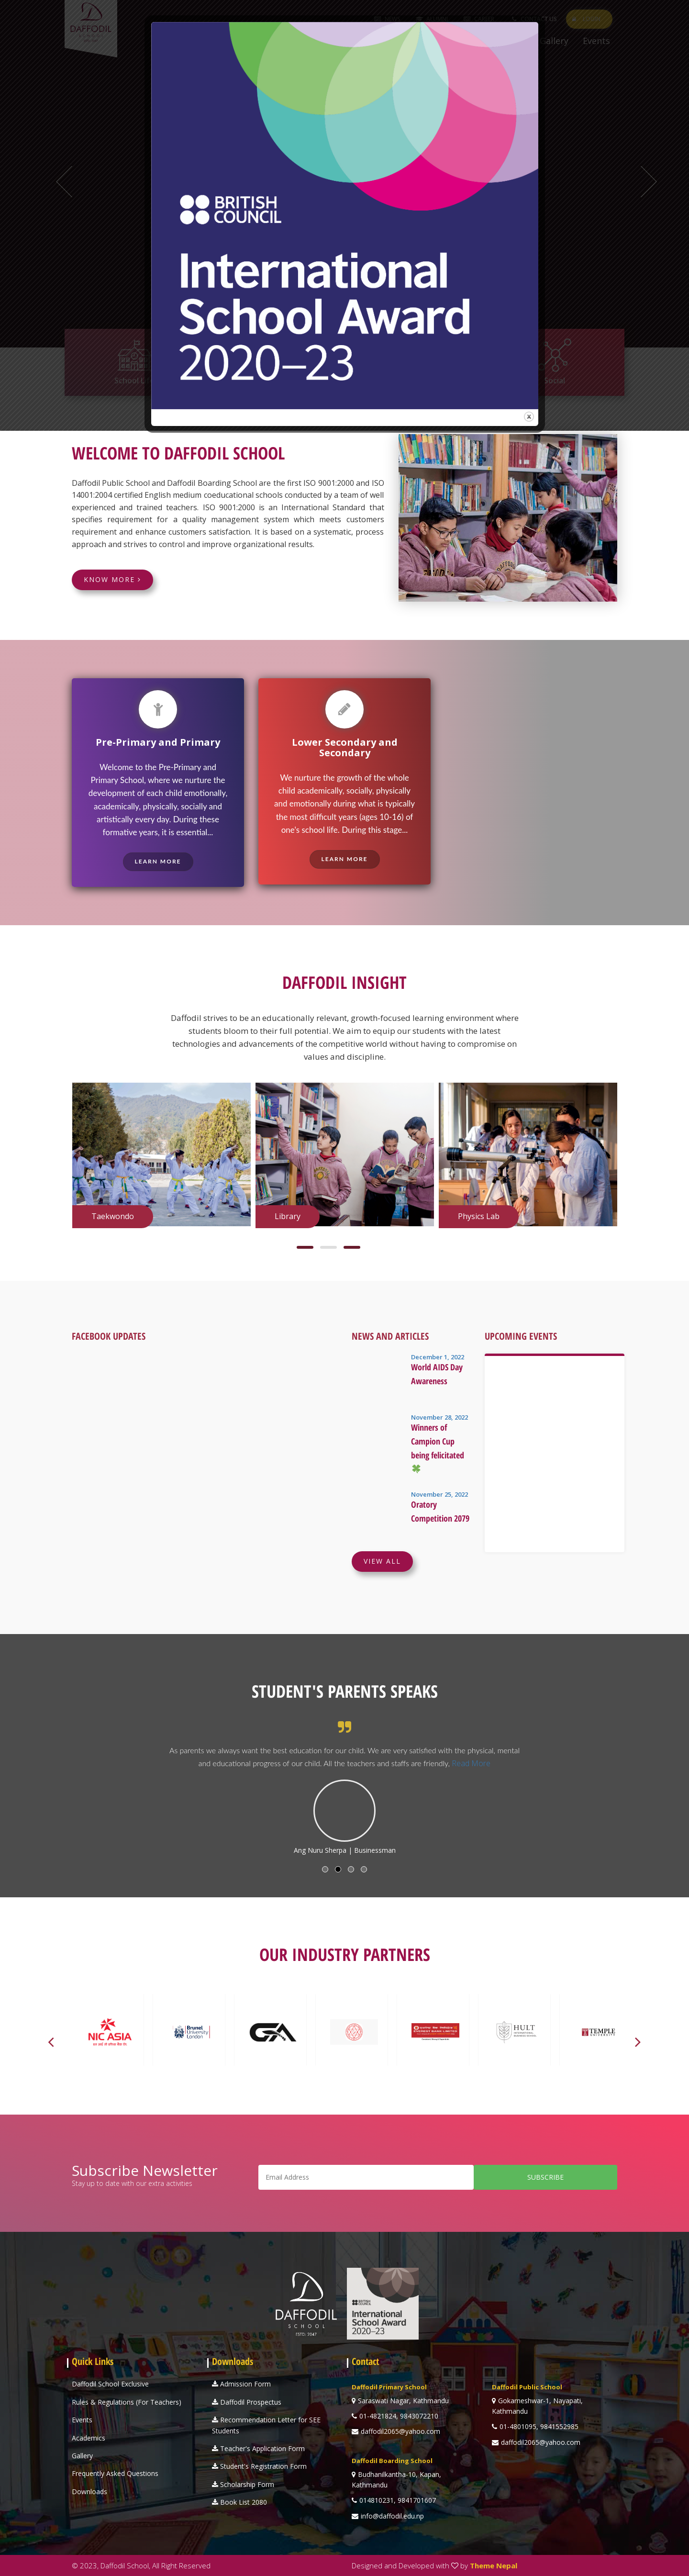 DAFFODIL
SCHOOL
T US
allery
Events
BRITISH
COUNCIL
International
School Award
2020–23
School L
Social
X
WELCOME TO DAFFODIL SCHOOL
Daffodil Public School and Daffodil Boarding School are the first ISO 9001:2000 and ISO
14001:2004 certified English medium coeducational schools conducted by a team of well
experienced and trained teachers. ISO 9001:2000 is an International Standard that
specifies requirement for a quality management system which meets customers
requirement and enhance customers satisfaction. It is based on a systematic, process
approach and strives to control and improve organizational results.
KNOW MORE ›
Pre-Primary and Primary
Welcome to the Pre-Primary and
Primary School, where we nurture the
development of each child emotionally,
academically, physically, socially and
artistically every day. During these
formative years, it is essential...
LEARN MORE
Lower Secondary and
Secondary
We nurture the growth of the whole
child academically, socially, physically
and emotionally during what is typically
the most difficult years (ages 10-16) of
one's school life. During this stage...
LEARN MORE
DAFFODIL INSIGHT
Daffodil strives to be an educationally relevant, growth-focused learning environment where
students bloom to their full potential. We aim to equip our students with the latest
technologies and advancements of the competitive world without having to compromise on
values and discipline.
Taekwondo
Library
Physics Lab
FACEBOOK UPDATES
NEWS AND ARTICLES
December 1, 2022
World AIDS Day
Awareness
November 28, 2022
Winners of
Campion Cup
being felicitated
🍀
November 25, 2022
Oratory
Competition 2079
VIEW ALL
UPCOMING EVENTS
STUDENT'S PARENTS SPEAKS
As parents we always want the best education for our child. We are very satisfied with the physical, mental
and educational progress of our child. All the teachers and staffs are friendly, Read More
Ang Nuru Sherpa | Businessman
OUR INDUSTRY PARTNERS
NIC ASIA
Brunel
University
London
GA
HULT
TEMPLE
UNIVERSITY
Subscribe Newsletter
Stay up to date with our extra activities
Email Address
SUBSCRIBE
DAFFODIL
SCHOOL
BRITISH
COUNCIL
International
School Award
2020–23
Quick Links
Daffodil School Exclusive
Rules & Regulations (For Teachers)
Events
Academics
Gallery
Frequently Asked Questions
Downloads
Downloads
Admission Form
Daffodil Prospectus
Recommendation Letter for SEE
Students
Teacher's Application Form
Student's Registration Form
Scholarship Form
Book List 2080
Contact
Daffodil Primary School
Saraswati Nagar, Kathmandu
01-4821824, 9843072210
daffodil2065@yahoo.com
Daffodil Public School
Gokarneshwar-1, Nayapati,
Kathmandu
01-4801095, 9841552985
daffodil2065@yahoo.com
Daffodil Boarding School
Budhanilkantha-10, Kapan,
Kathmandu
014810231, 9841701607
info@daffodil.edu.np
© 2023, Daffodil School, All Right Reserved
Designed and Developed with ♡ by Theme Nepal